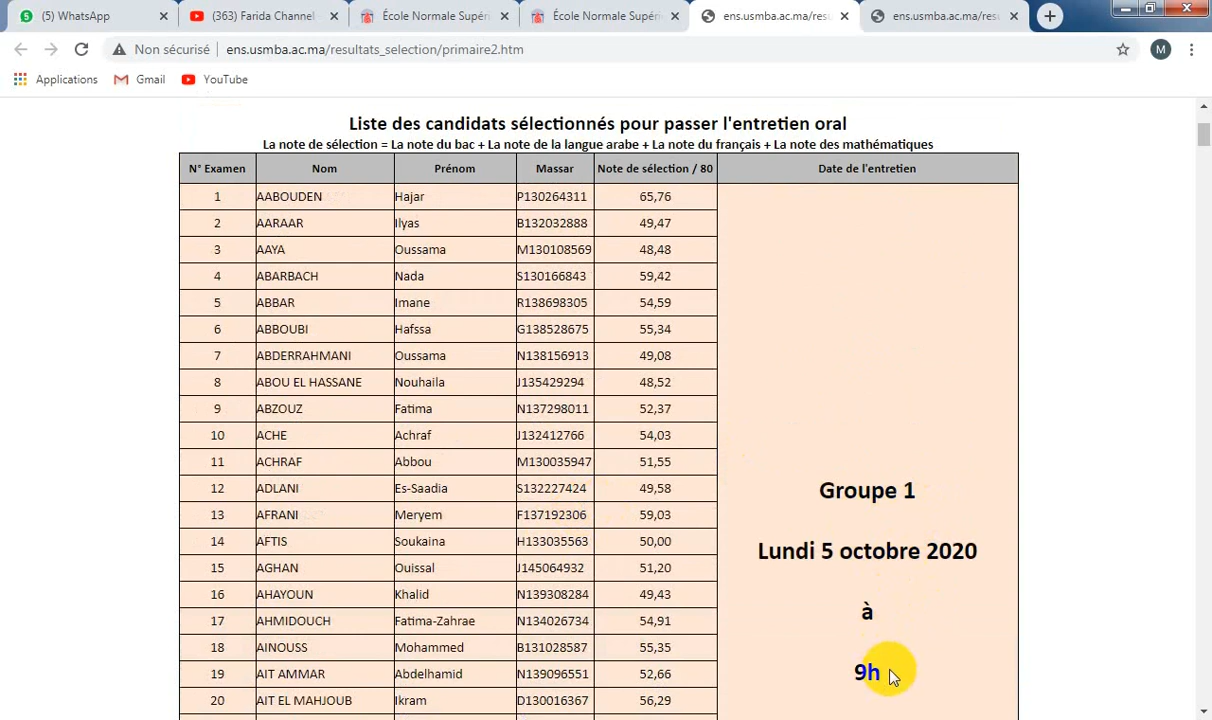 (5) WhatsApp
(363) Farida Channel
École Normale Supér
École Normale Supéri
ens.usmba.ac.ma/resu
ens.usmba.ac.ma/res
Non sécurisé ens.usmba.ac.ma/resultats_selection/primaire2.htm
M
Applications Gmail YouTube
Liste des candidats sélectionnés pour passer l'entretien oral
La note de sélection = La note du bac + La note de la langue arabe + La note du français + La note des mathématiques
N° Examen Nom Prénom Massar Note de sélection / 80 Date de l'entretien
1 AABOUDEN Hajar P130264311 65,76
2 AARAAR Ilyas B132032888 49,47
3 AAYA Oussama M130108569 48,48
4 ABARBACH Nada S130166843 59,42
5 ABBAR Imane R138698305 54,59
6 ABBOUBI Hafssa G138528675 55,34
7 ABDERRAHMANI Oussama N138156913 49,08
8 ABOU EL HASSANE Nouhaila J135429294 48,52
9 ABZOUZ Fatima N137298011 52,37
10 ACHE Achraf J132412766 54,03
11 ACHRAF Abbou M130035947 51,55
12 ADLANI Es-Saadia S132227424 49,58
13 AFRANI Meryem F137192306 59,03
14 AFTIS Soukaina H133035563 50,00
15 AGHAN Ouissal J145064932 51,20
16 AHAYOUN Khalid N139308284 49,43
17 AHMIDOUCH Fatima-Zahrae N134026734 54,91
18 AINOUSS Mohammed B131028587 55,35
19 AIT AMMAR Abdelhamid N139096551 52,66
20 AIT EL MAHJOUB Ikram D130016367 56,29
Groupe 1
Lundi 5 octobre 2020
à
9h